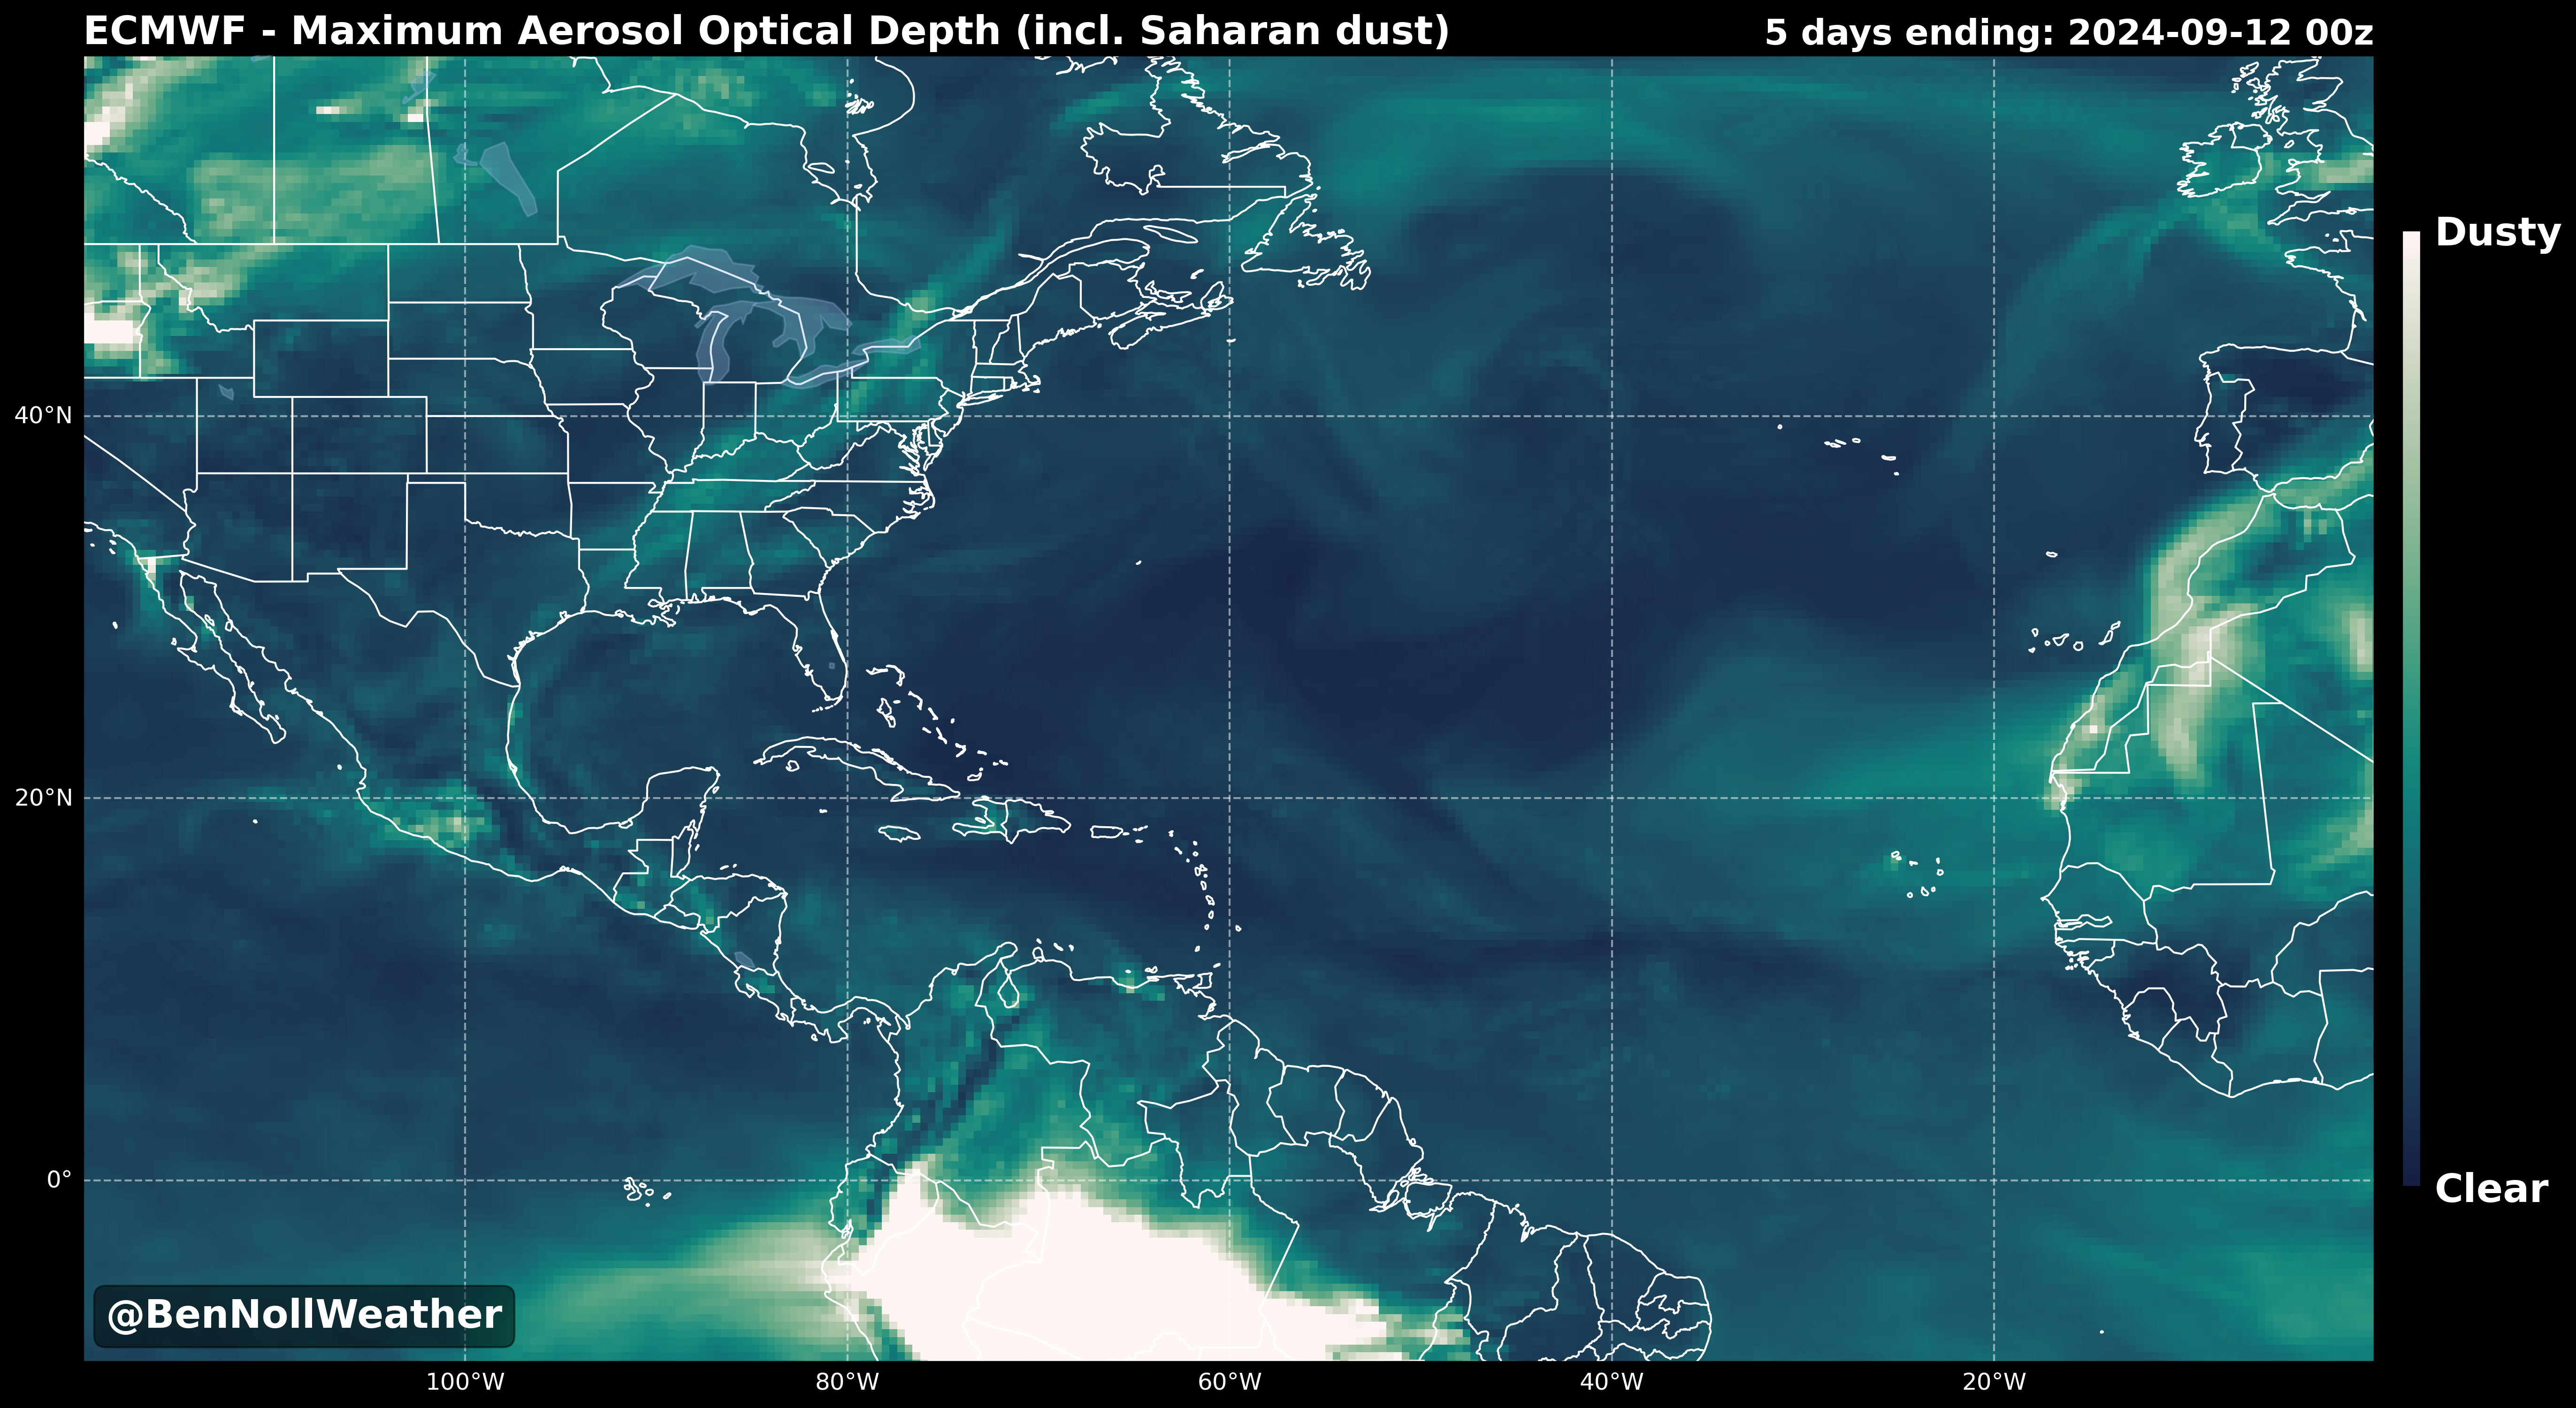 ECMWF - Maximum Aerosol Optical Depth (incl. Saharan dust)
5 days ending: 2024-09-12 00z
Dusty
40°N
20°N
0°
Clear
@BenNollWeather
100°W
80°W
60°W
40°W
20°W